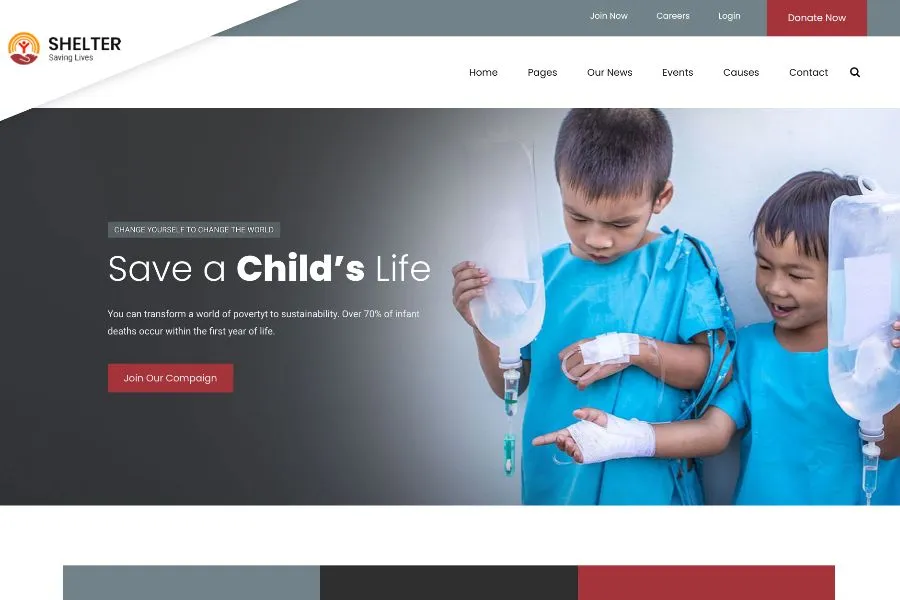 Join Now Careers Login Donate Now
SHELTER
Saving Lives
Home Pages Our News Events Causes Contact
CHANGE YOURSELF TO CHANGE THE WORLD
Save a Child's Life
You can transform a world of povertyt to sustainability. Over 70% of infant
deaths occur within the first year of life.
Join Our Compaign